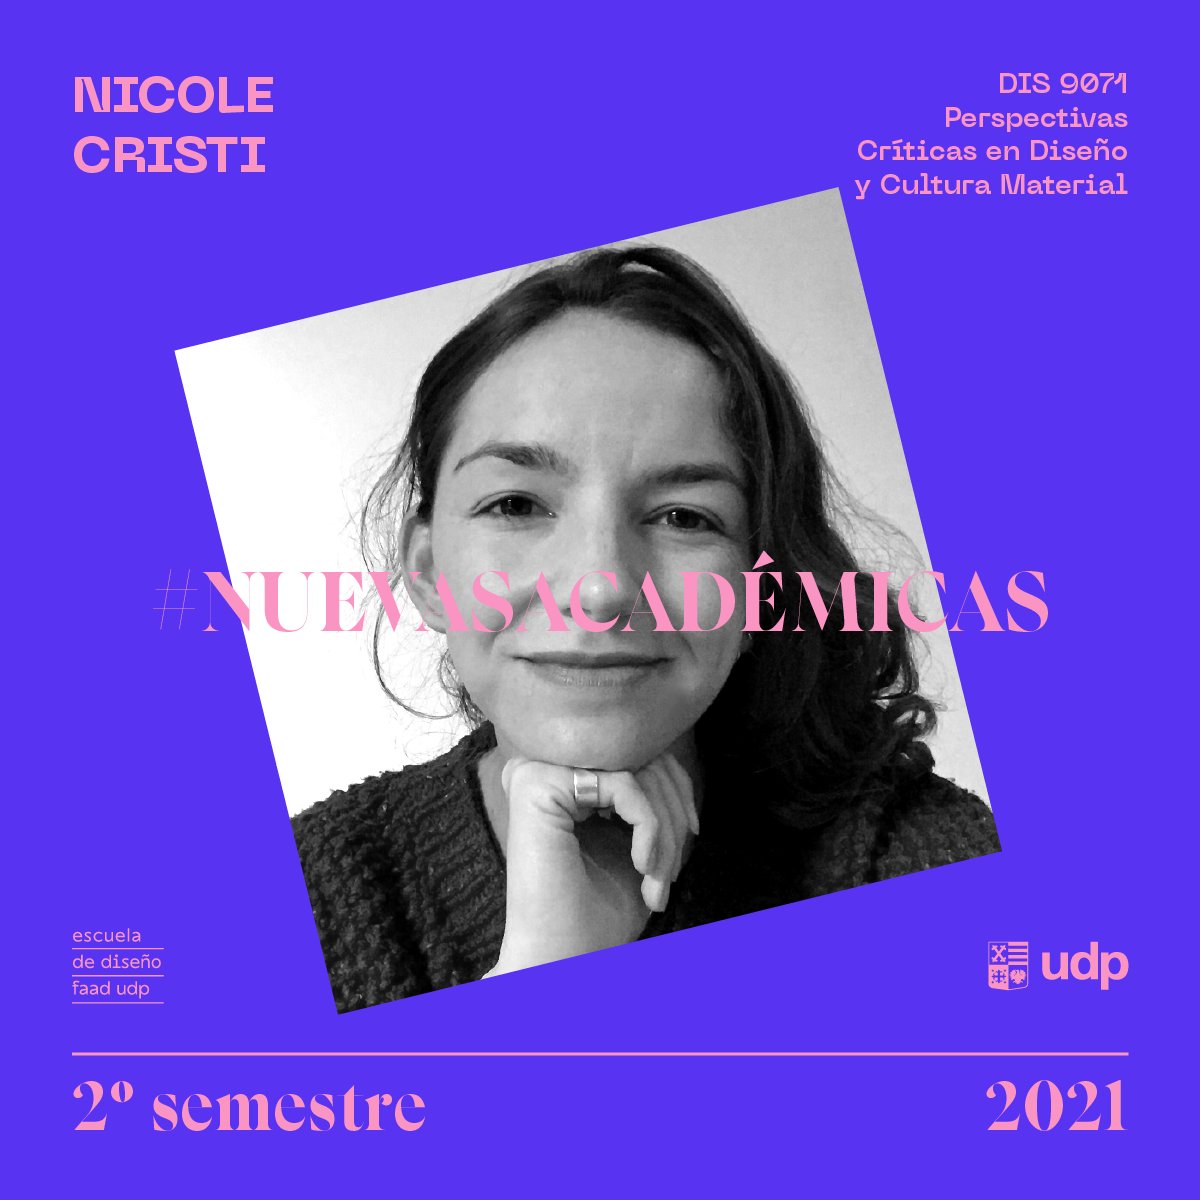 NICOLE
CRISTI
DIS 9071
Perspectivas
Críticas en Diseño
y Cultura Material
#NUEVASACADÉMICAS
escuela
de diseño
faad udp
udp
2º semestre
2021